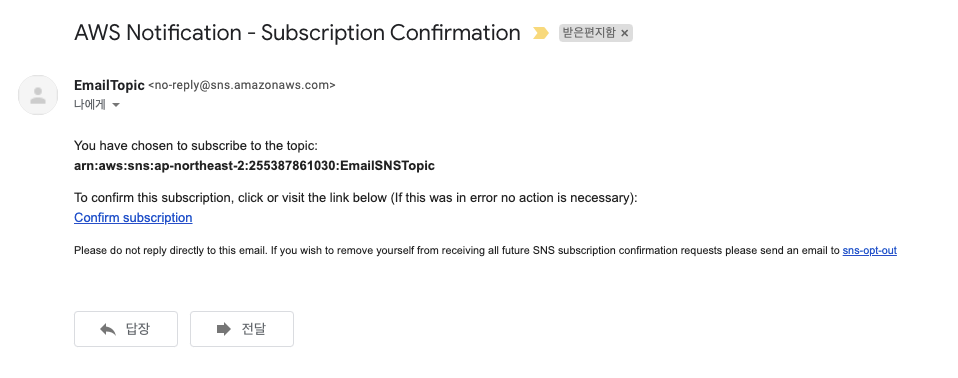 AWS Notification - Subscription Confirmation 받은편지함 ×
EmailTopic <no-reply@sns.amazonaws.com>
나에게
You have chosen to subscribe to the topic:
arn:aws:sns:ap-northeast-2:255387861030:EmailSNSTopic
To confirm this subscription, click or visit the link below (If this was in error no action is necessary):
Confirm subscription
Please do not reply directly to this email. If you wish to remove yourself from receiving all future SNS subscription confirmation requests please send an email to sns-opt-out
답장 전달